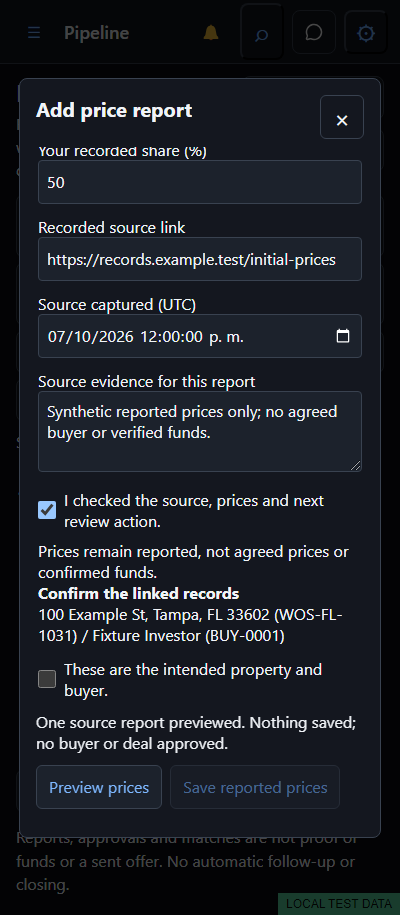 Pipeline
Add price report
Your recorded share (%)
50
Recorded source link
https://records.example.test/initial-prices
Source captured (UTC)
07/10/2026 12:00:00 p. m.
Source evidence for this report
Synthetic reported prices only; no agreed
buyer or verified funds.
I checked the source, prices and next
review action.
Prices remain reported, not agreed prices or
confirmed funds.
Confirm the linked records
100 Example St, Tampa, FL 33602 (WOS-FL-
1031) / Fixture Investor (BUY-0001)
These are the intended property and
buyer.
One source report previewed. Nothing saved;
no buyer or deal approved.
Preview prices
Save reported prices
Reports, approvals and matches are not proof of
funds or a sent offer. No automatic follow-up or
closing.
LOCAL TEST DATA